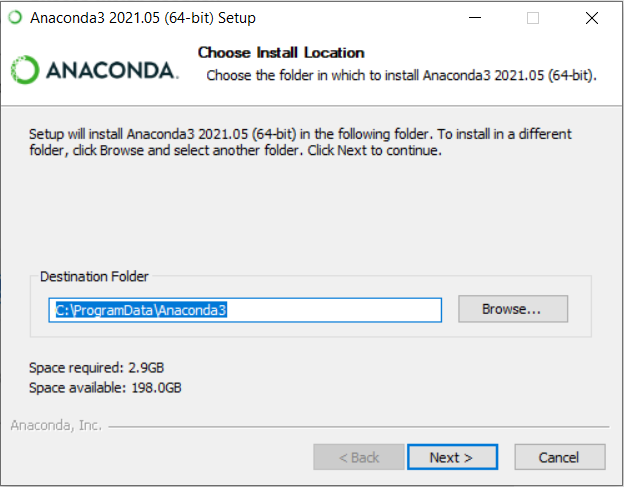 Anaconda3 2021.05 (64-bit) Setup
ANACONDA.
Choose Install Location
Choose the folder in which to install Anaconda3 2021.05 (64-bit).
Setup will install Anaconda3 2021.05 (64-bit) in the following folder. To install in a different
folder, click Browse and select another folder. Click Next to continue.
Destination Folder
C:\ProgramData\Anaconda3
Browse...
Space required: 2.9GB
Space available: 198.0GB
Anaconda, Inc.
< Back
Next >
Cancel